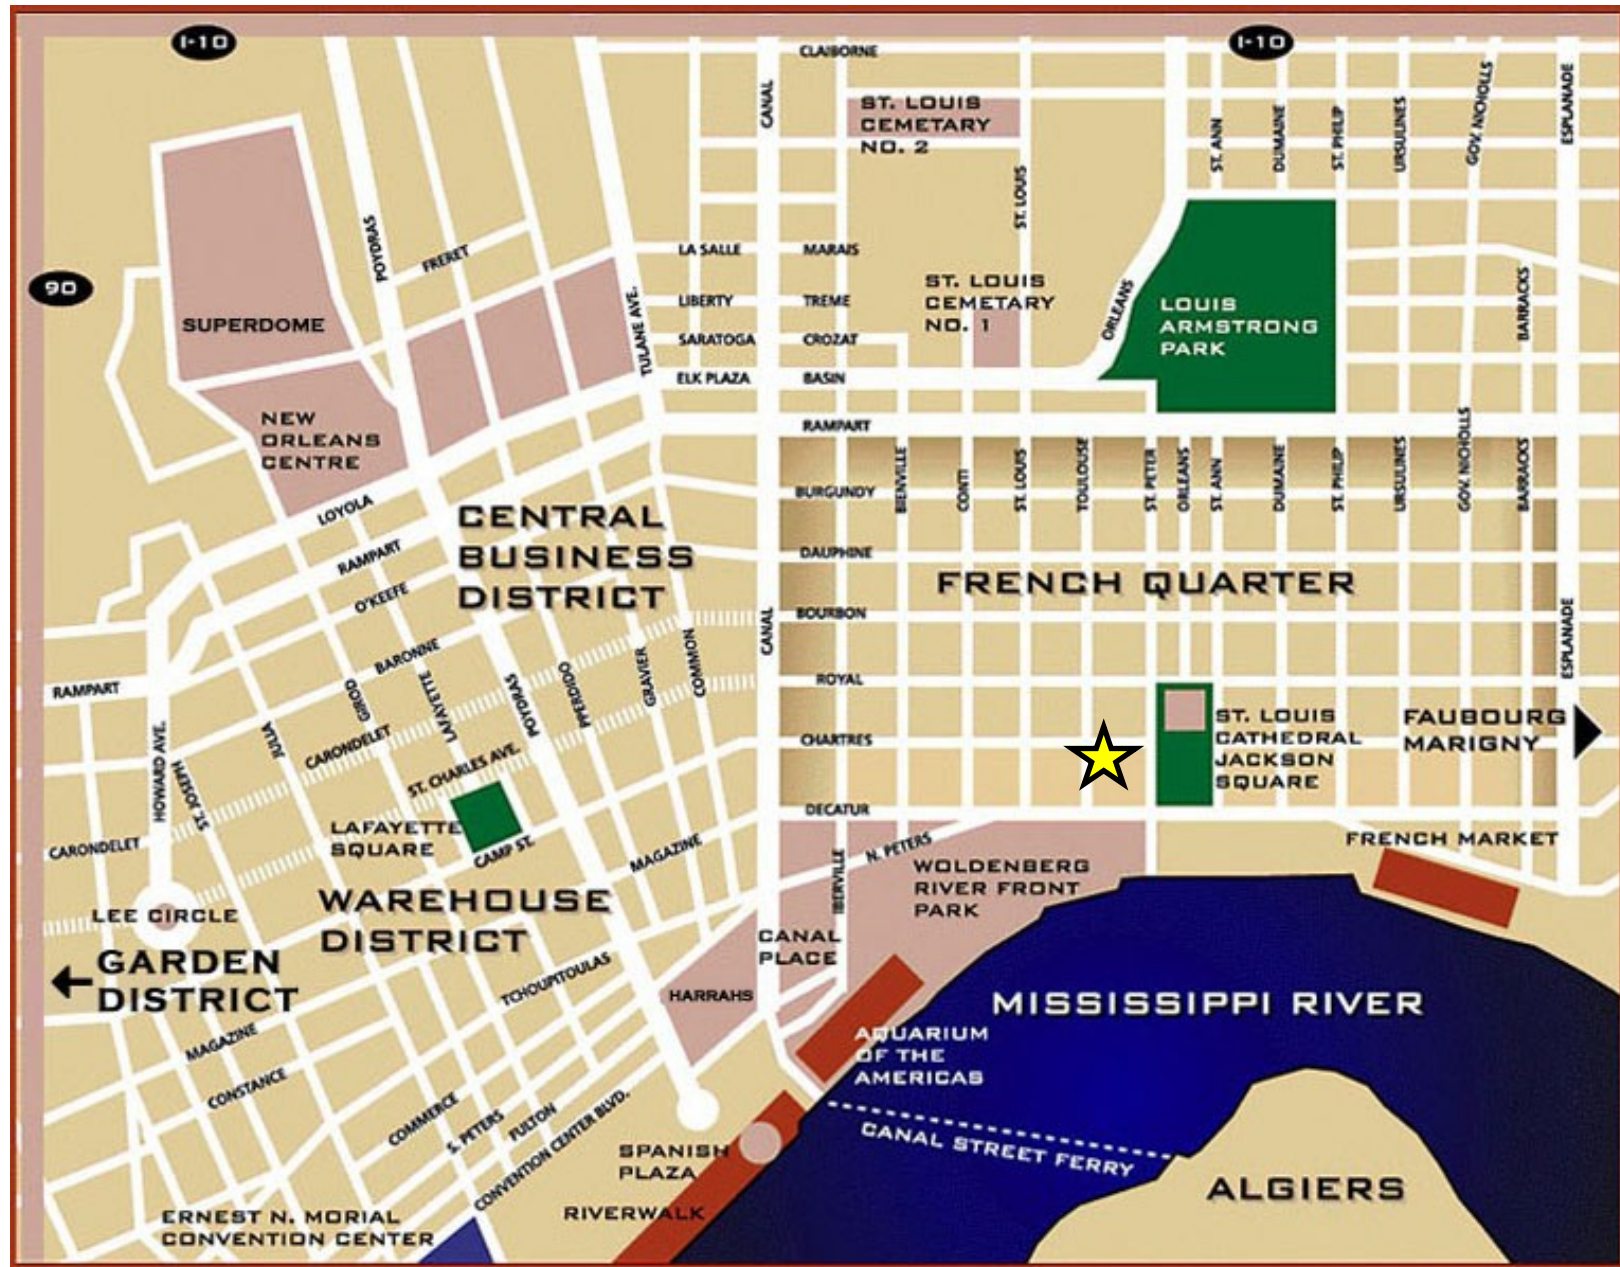 I-10
I-10
CLAIBORNE
CANAL
ST. LOUIS
CEMETARY
NO. 2
ST. ANN
DUMAINE
ST. PHILIP
URSULINES
GOV. NICHOLLS
ESPLANADE
ST. LOUIS
POYDRAS
FRERET
LA SALLE
MARAIS
90
SUPERDOME
TULANE AVE.
LIBERTY
TREME
ST. LOUIS
CEMETARY
NO. 1
ORLEANS
LOUIS
ARMSTRONG
PARK
BARRACKS
SARATOGA
CROZAT
ELK PLAZA
BASIN
NEW
ORLEANS
CENTRE
RAMPART
LOYOLA
RAMPART
O'KEEFE
CENTRAL
BUSINESS
DISTRICT
BURGUNDY
BIENVILLE
CONTI
ST. LOUIS
TOULOUSE
ST. PETER
ORLEANS
ST. ANN
DUMAINE
ST. PHILIP
URSULINES
GOV. NICHOLLS
BARRACKS
DAUPHINE
FRENCH QUARTER
BOURBON
CANAL
ESPLANADE
BARONNE
RAMPART
ROYAL
HOWARD AVE.
ST. JOSEPH
JULIA
GIROD
LAFAYETTE
POYDRAS
PERDIDO
GRAVIER
COMMON
CARONDELET
ST. CHARLES AVE.
CHARTRES
ST. LOUIS
CATHEDRAL
JACKSON
SQUARE
FAUBOURG
MARIGNY
DECATUR
LAFAYETTE
SQUARE
CARONDELET
CAMP ST.
MAGAZINE
N. PETERS
IBERVILLE
FRENCH MARKET
WOLDENBERG
RIVER FRONT
PARK
WAREHOUSE
DISTRICT
LEE CIRCLE
GARDEN
DISTRICT
CANAL
PLACE
TCHOUPITOULAS
HARRAHS
MISSISSIPPI RIVER
AQUARIUM
OF THE
AMERICAS
MAGAZINE
CONSTANCE
COMMERCE
S. PETERS
FULTON
CONVENTION CENTER BLVD.
CANAL STREET FERRY
SPANISH
PLAZA
RIVERWALK
ALGIERS
ERNEST N. MORIAL
CONVENTION CENTER